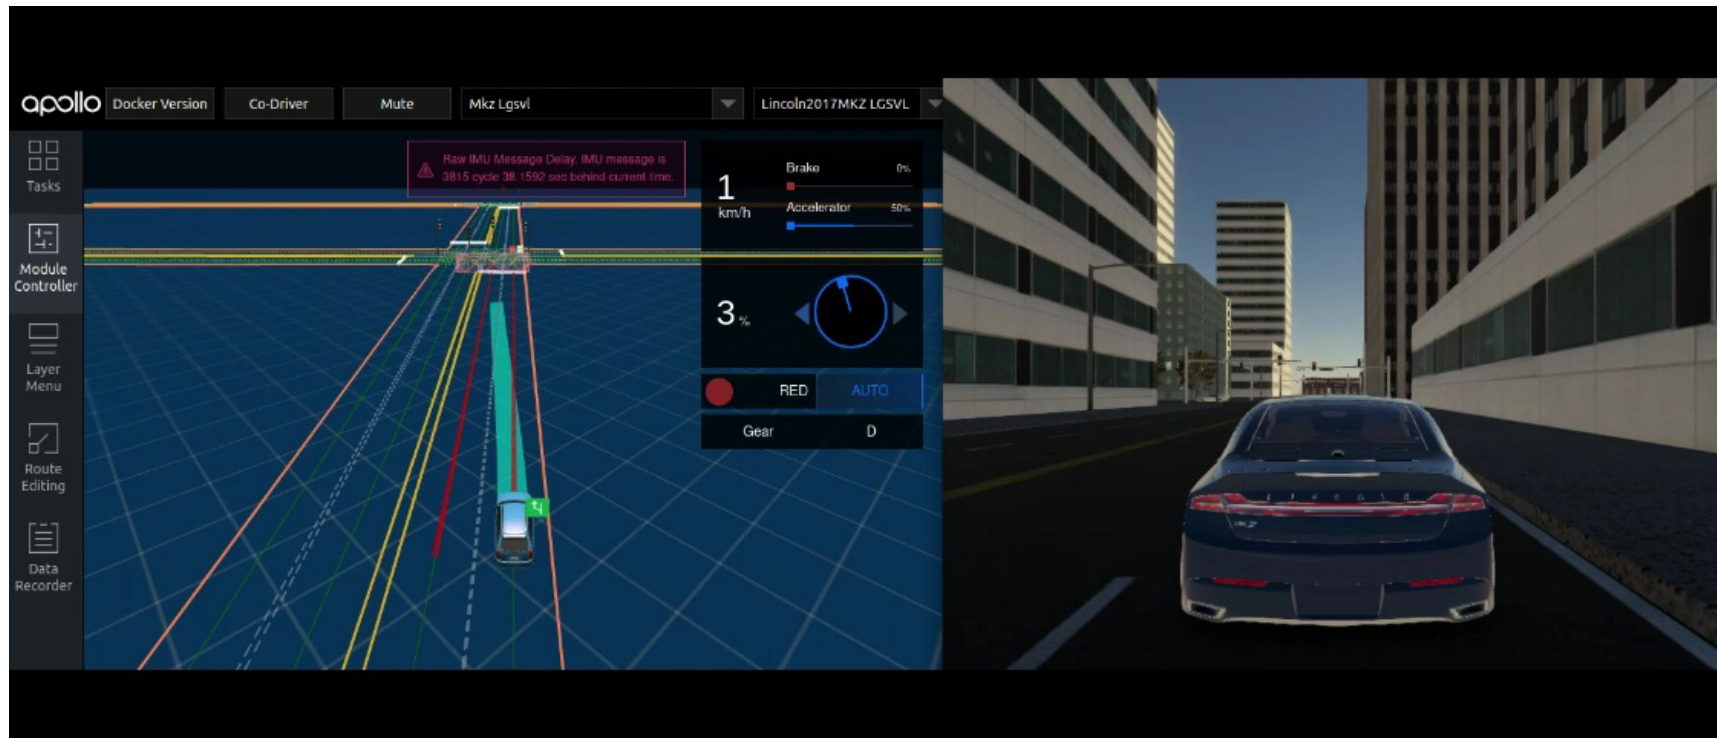 apollo
Docker Version
Co-Driver
Mute
Mkz Lgsvl
Lincoln2017MKZ LGSVL
Tasks
Module
Controller
Layer
Menu
Route
Editing
Data
Recorder
Raw IMU Message Delay. IMU message is
3815 cycle 38.1592 sec behind current time.
1
km/h
Brake 0%
Accelerator 50%
3 %
RED AUTO
Gear D
LINCOLN
MKZ